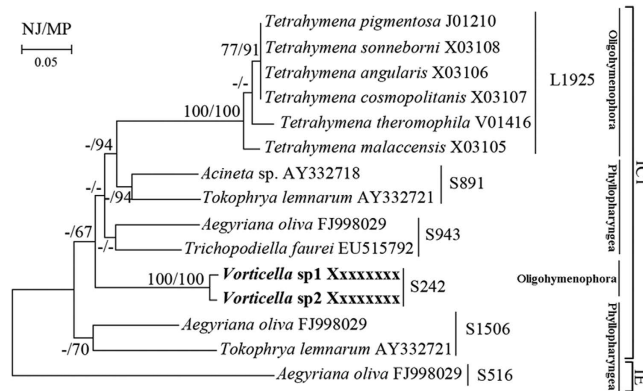 NJ/MP
0.05
Tetrahymena pigmentosa J01210
77/91
Tetrahymena sonneborni X03108
-/-
Tetrahymena angularis X03106
L1925
Tetrahymena cosmopolitanis X03107
100/100
Tetrahymena theromophila V01416
Tetrahymena malaccensis X03105
Oligohymenophora
-/94
Acineta sp. AY332718
S891
-/94
Tokophrya lemnarum AY332721
-/-
Aegyriana oliva FJ998029
S943
-/-
Trichopodiella faurei EU515792
Phyllopharyngea
-/67
100/100
Vorticella sp1 Xxxxxxxx
S242
Vorticella sp2 Xxxxxxxx
Oligohymenophora
Aegyriana oliva FJ998029
S1506
-/70
Tokophrya lemnarum AY332721
Aegyriana oliva FJ998029
S516
Phyllopharyngea